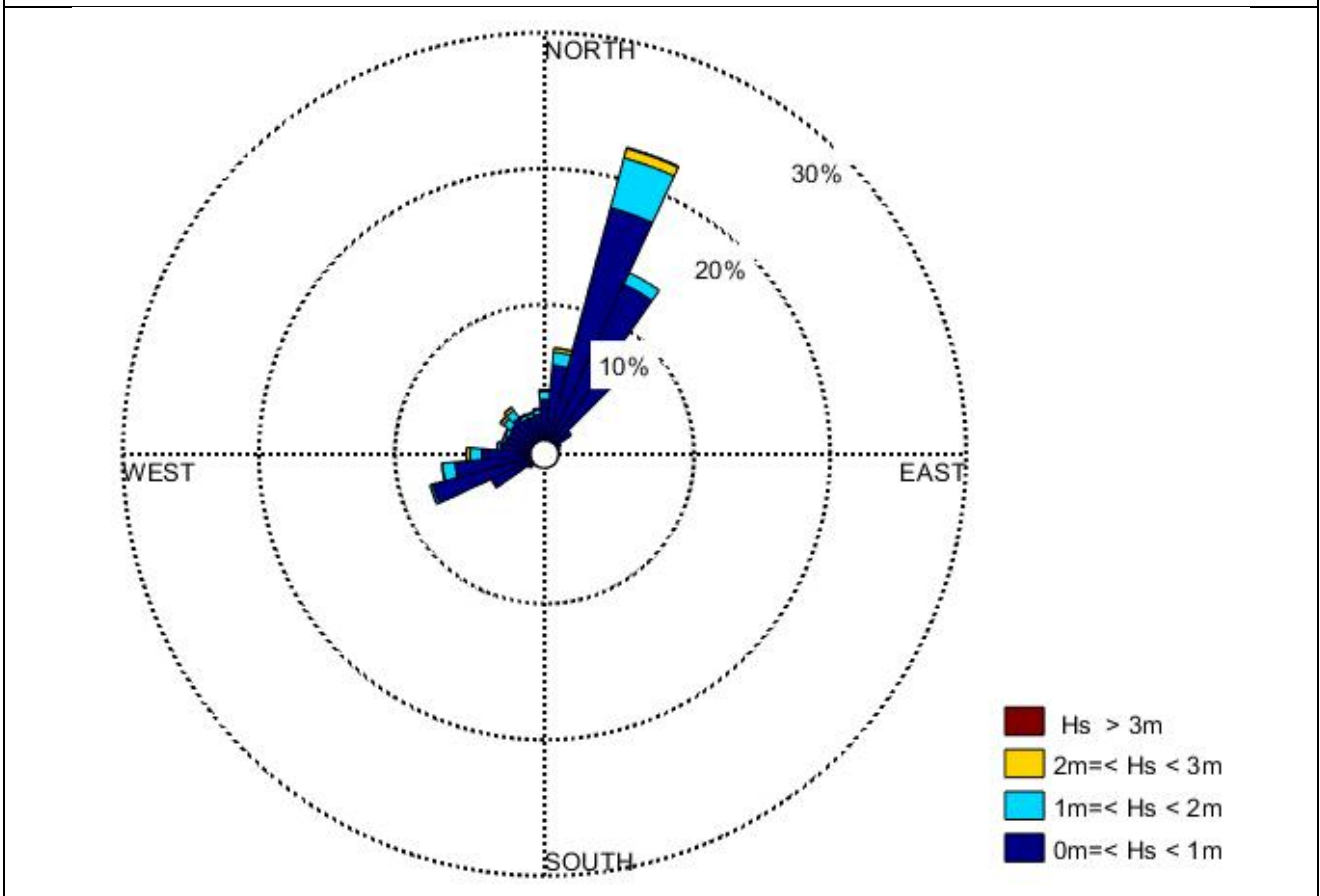 NORTH
30%
20%
10%
WEST
EAST
SOUTH
Hs > 3m
2m=< Hs < 3m
1m=< Hs < 2m
0m=< Hs < 1m